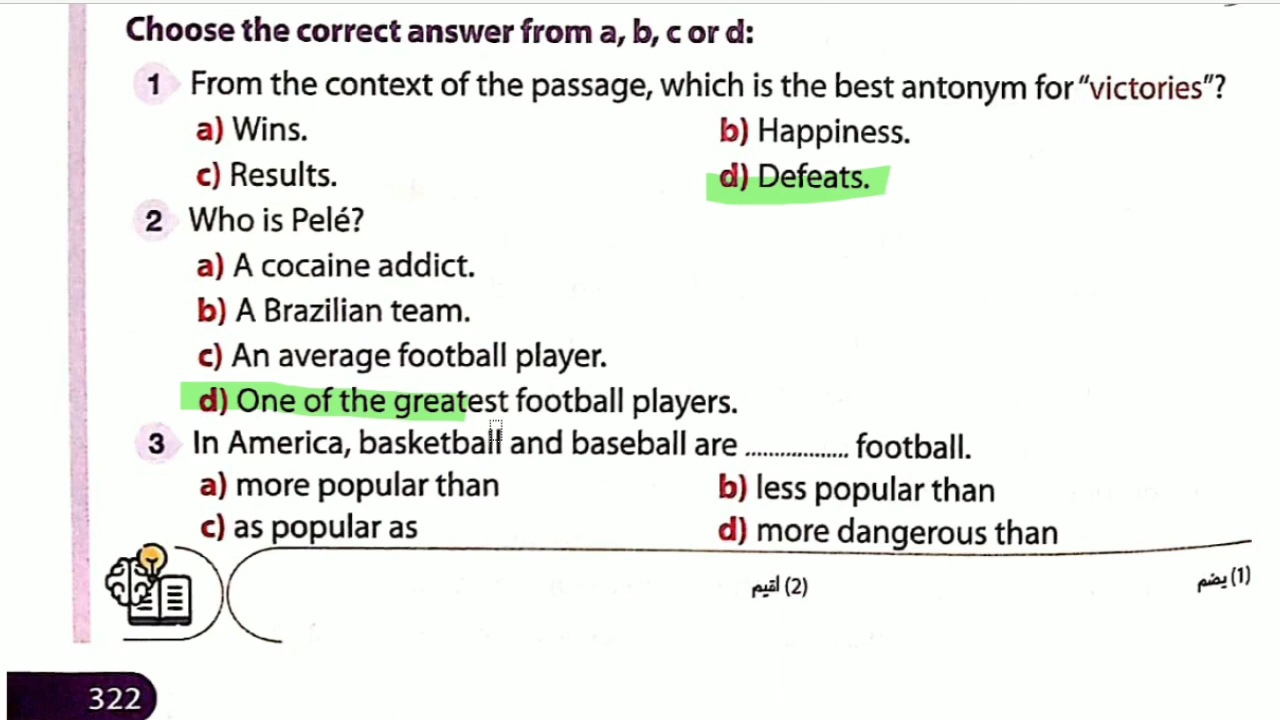 Choose the correct answer from a, b, c or d:
1 From the context of the passage, which is the best antonym for “victories”?
a) Wins. b) Happiness.
c) Results. d) Defeats.
2 Who is Pelé?
a) A cocaine addict.
b) A Brazilian team.
c) An average football player.
d) One of the greatest football players.
3 In America, basketball and baseball are .................. football.
a) more popular than b) less popular than
c) as popular as d) more dangerous than
(1) يضم (2) أقيم
322